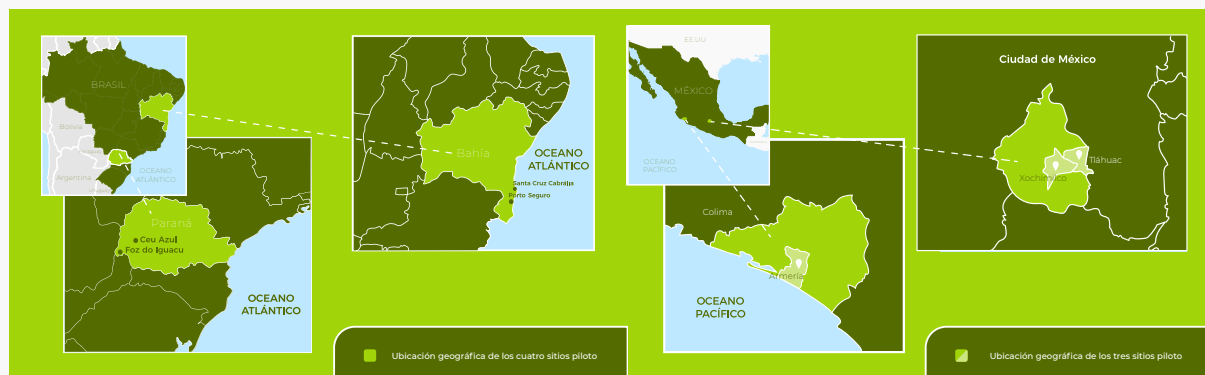 BRASIL
Bolivia
Argentina
OCEANO
ATLÁNTICO
Paraná
Ceu Azul
Foz do Iguacu
OCEANO
ATLÁNTICO
Bahía
OCEANO
ATLÁNTICO
Santa Cruz Cabrália
Porto Seguro
Ubicación geográfica de los cuatro sitios piloto
EE.UU
MÉXICO
OCEANO
PACÍFICO
Colima
Armería
OCEANO
PACÍFICO
Ciudad de México
Tláhuac
Xochimilco
Ubicación geográfica de los tres sitios piloto